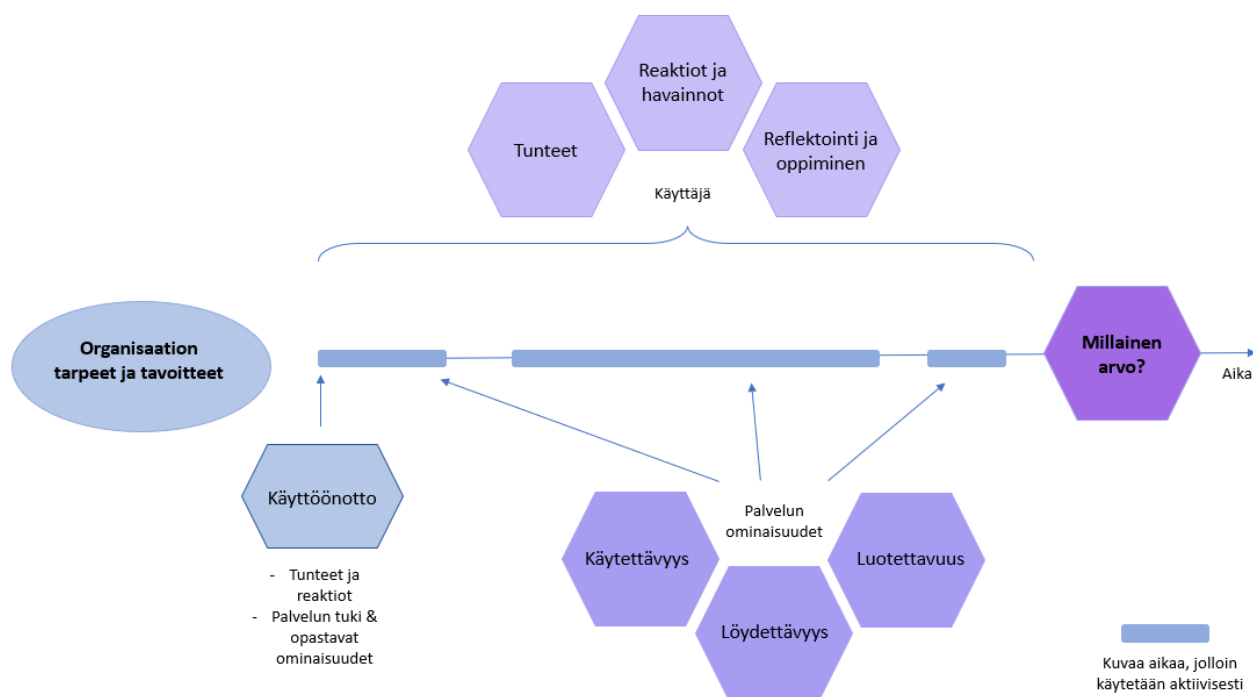 Reaktiot ja
havainnot
Tunteet
Reflektointi ja
oppiminen
Käyttäjä
Organisaation
tarpeet ja tavoitteet
Millainen
arvo?
Aika
Käyttöönotto
- Tunteet ja
reaktiot
- Palvelun tuki &
opastavat
ominaisuudet
Palvelun
ominaisuudet
Käytettävyys
Luotettavuus
Löydettävyys
Kuvaa aikaa, jolloin
käytetään aktiivisesti